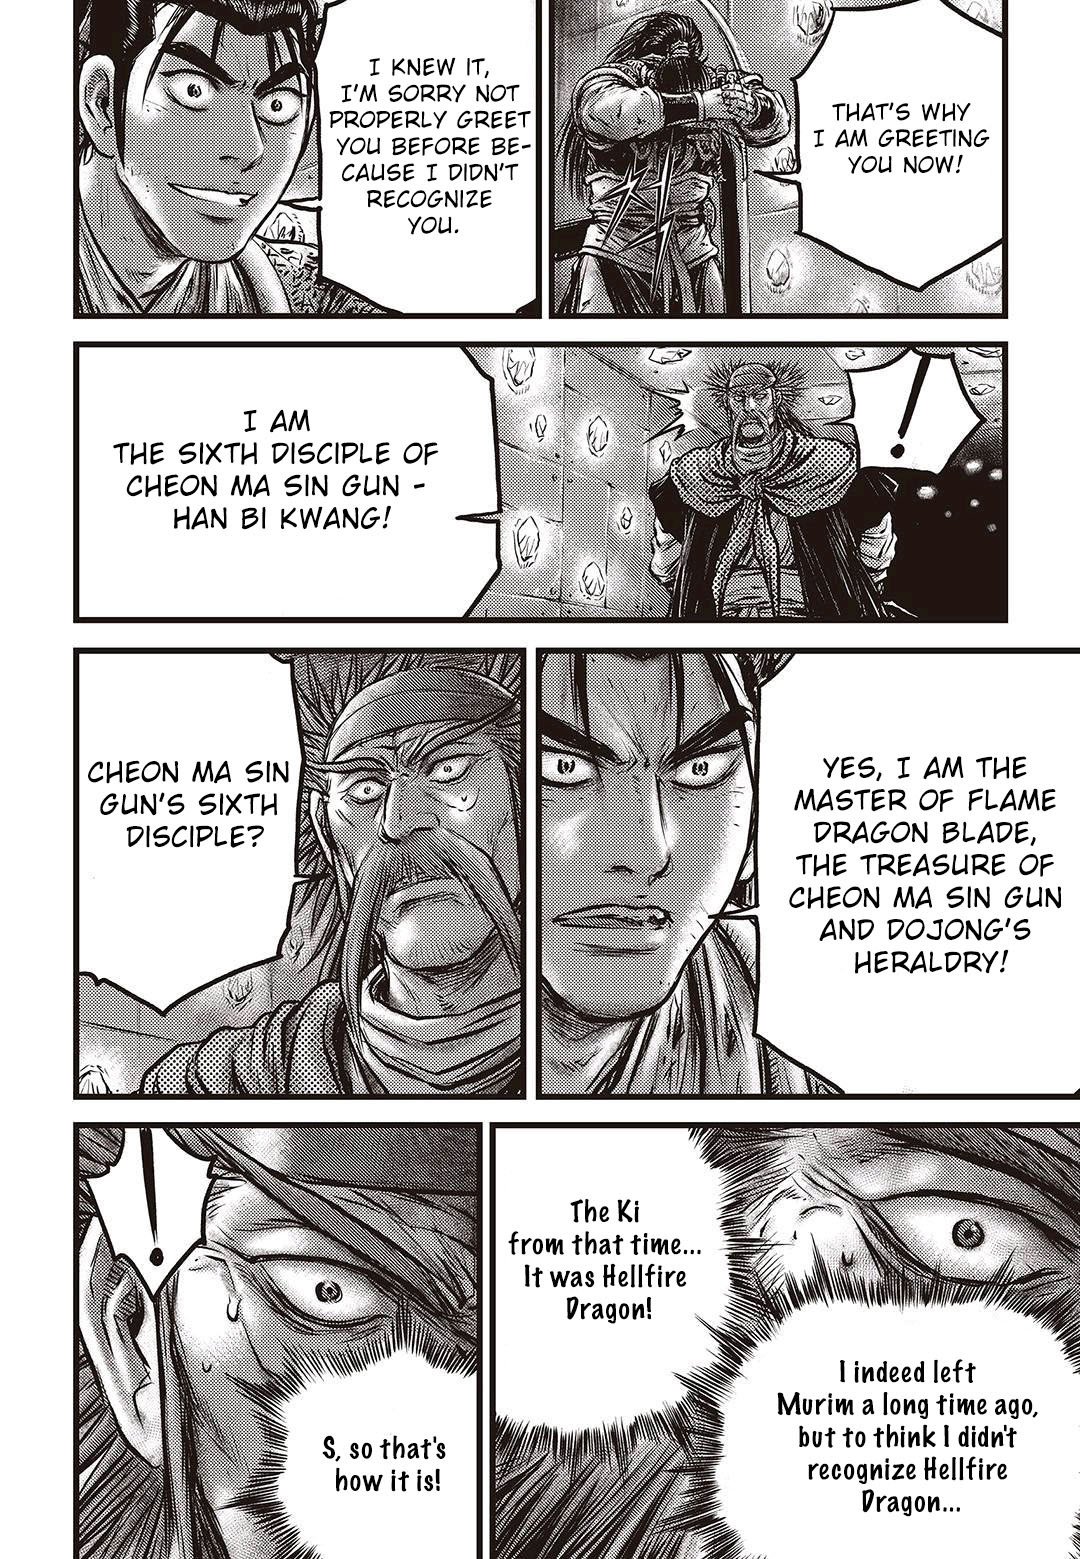 I KNEW IT,
I'M SORRY NOT
PROPERLY GREET
YOU BEFORE BE-
CAUSE I DIDN'T
RECOGNIZE
YOU.
THAT'S WHY
I AM GREETING
YOU NOW!
I AM
THE SIXTH DISCIPLE OF
CHEON MA SIN GUN -
HAN BI KWANG!
!
CHEON MA SIN
GUN'S SIXTH
DISCIPLE?
YES, I AM THE
MASTER OF FLAME
DRAGON BLADE,
THE TREASURE OF
CHEON MA SIN GUN
AND DOJONG'S
HERALDRY!
!
S, so that's
how it is!
The Ki
from that time...
It was Hellfire
Dragon!
I indeed left
Murim a long time ago,
but to think I didn't
recognize Hellfire
Dragon...